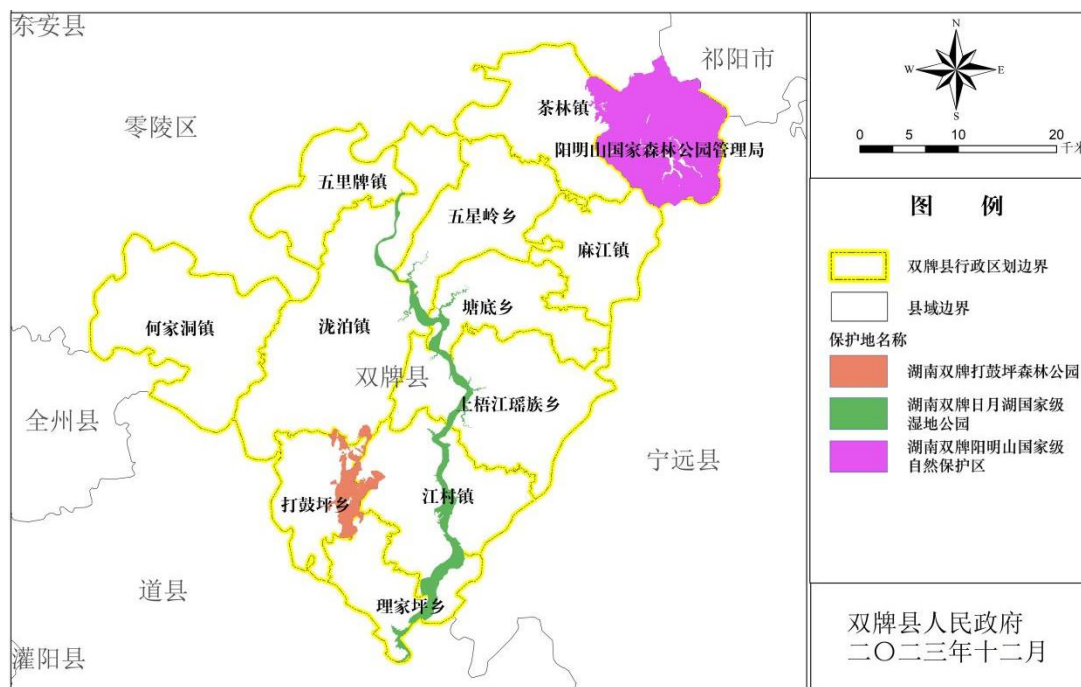 东安县
祁阳市
零陵区
茶林镇
阳明山国家森林公园管理局
五里牌镇
五星岭乡
麻江镇
塘底乡
何家洞镇
泷泊镇
双牌县
上梧江瑶族乡
全州县
宁远县
打鼓坪乡
江村镇
道县
理家坪乡
灌阳县
N
W
E
S
0 5 10 20
千米
图 例
双牌县行政区划边界
县域边界
保护地名称
湖南双牌打鼓坪森林公园
湖南双牌日月湖国家级
湿地公园
湖南双牌阳明山国家级
自然保护区
双牌县人民政府
二〇二三年十二月